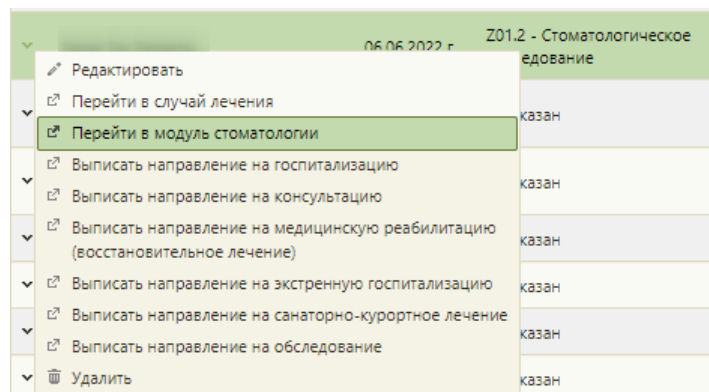 06.06.2022 г.
Z01.2 - Стоматологическое
едование
Редактировать
Перейти в случай лечения
казан
Перейти в модуль стоматологии
Выписать направление на госпитализацию
казан
Выписать направление на консультацию
Выписать направление на медицинскую реабилитацию
(восстановительное лечение)
казан
Выписать направление на экстренную госпитализацию
казан
Выписать направление на санаторно-курортное лечение
казан
Выписать направление на обследование
Удалить
казан